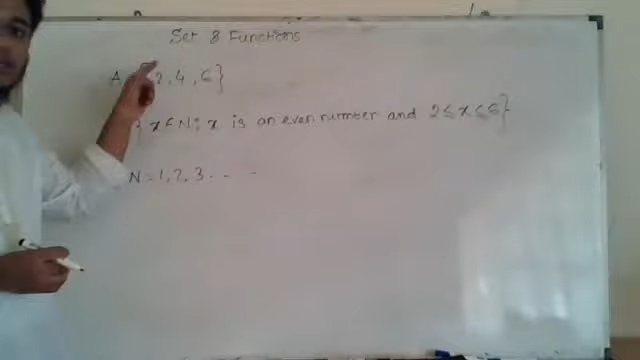 Set & Functions
A 2, 4, 6}
{ x ∈ N : x is an even number and 2 ≤ x ≤ 6}
N = 1, 2, 3 . . . .